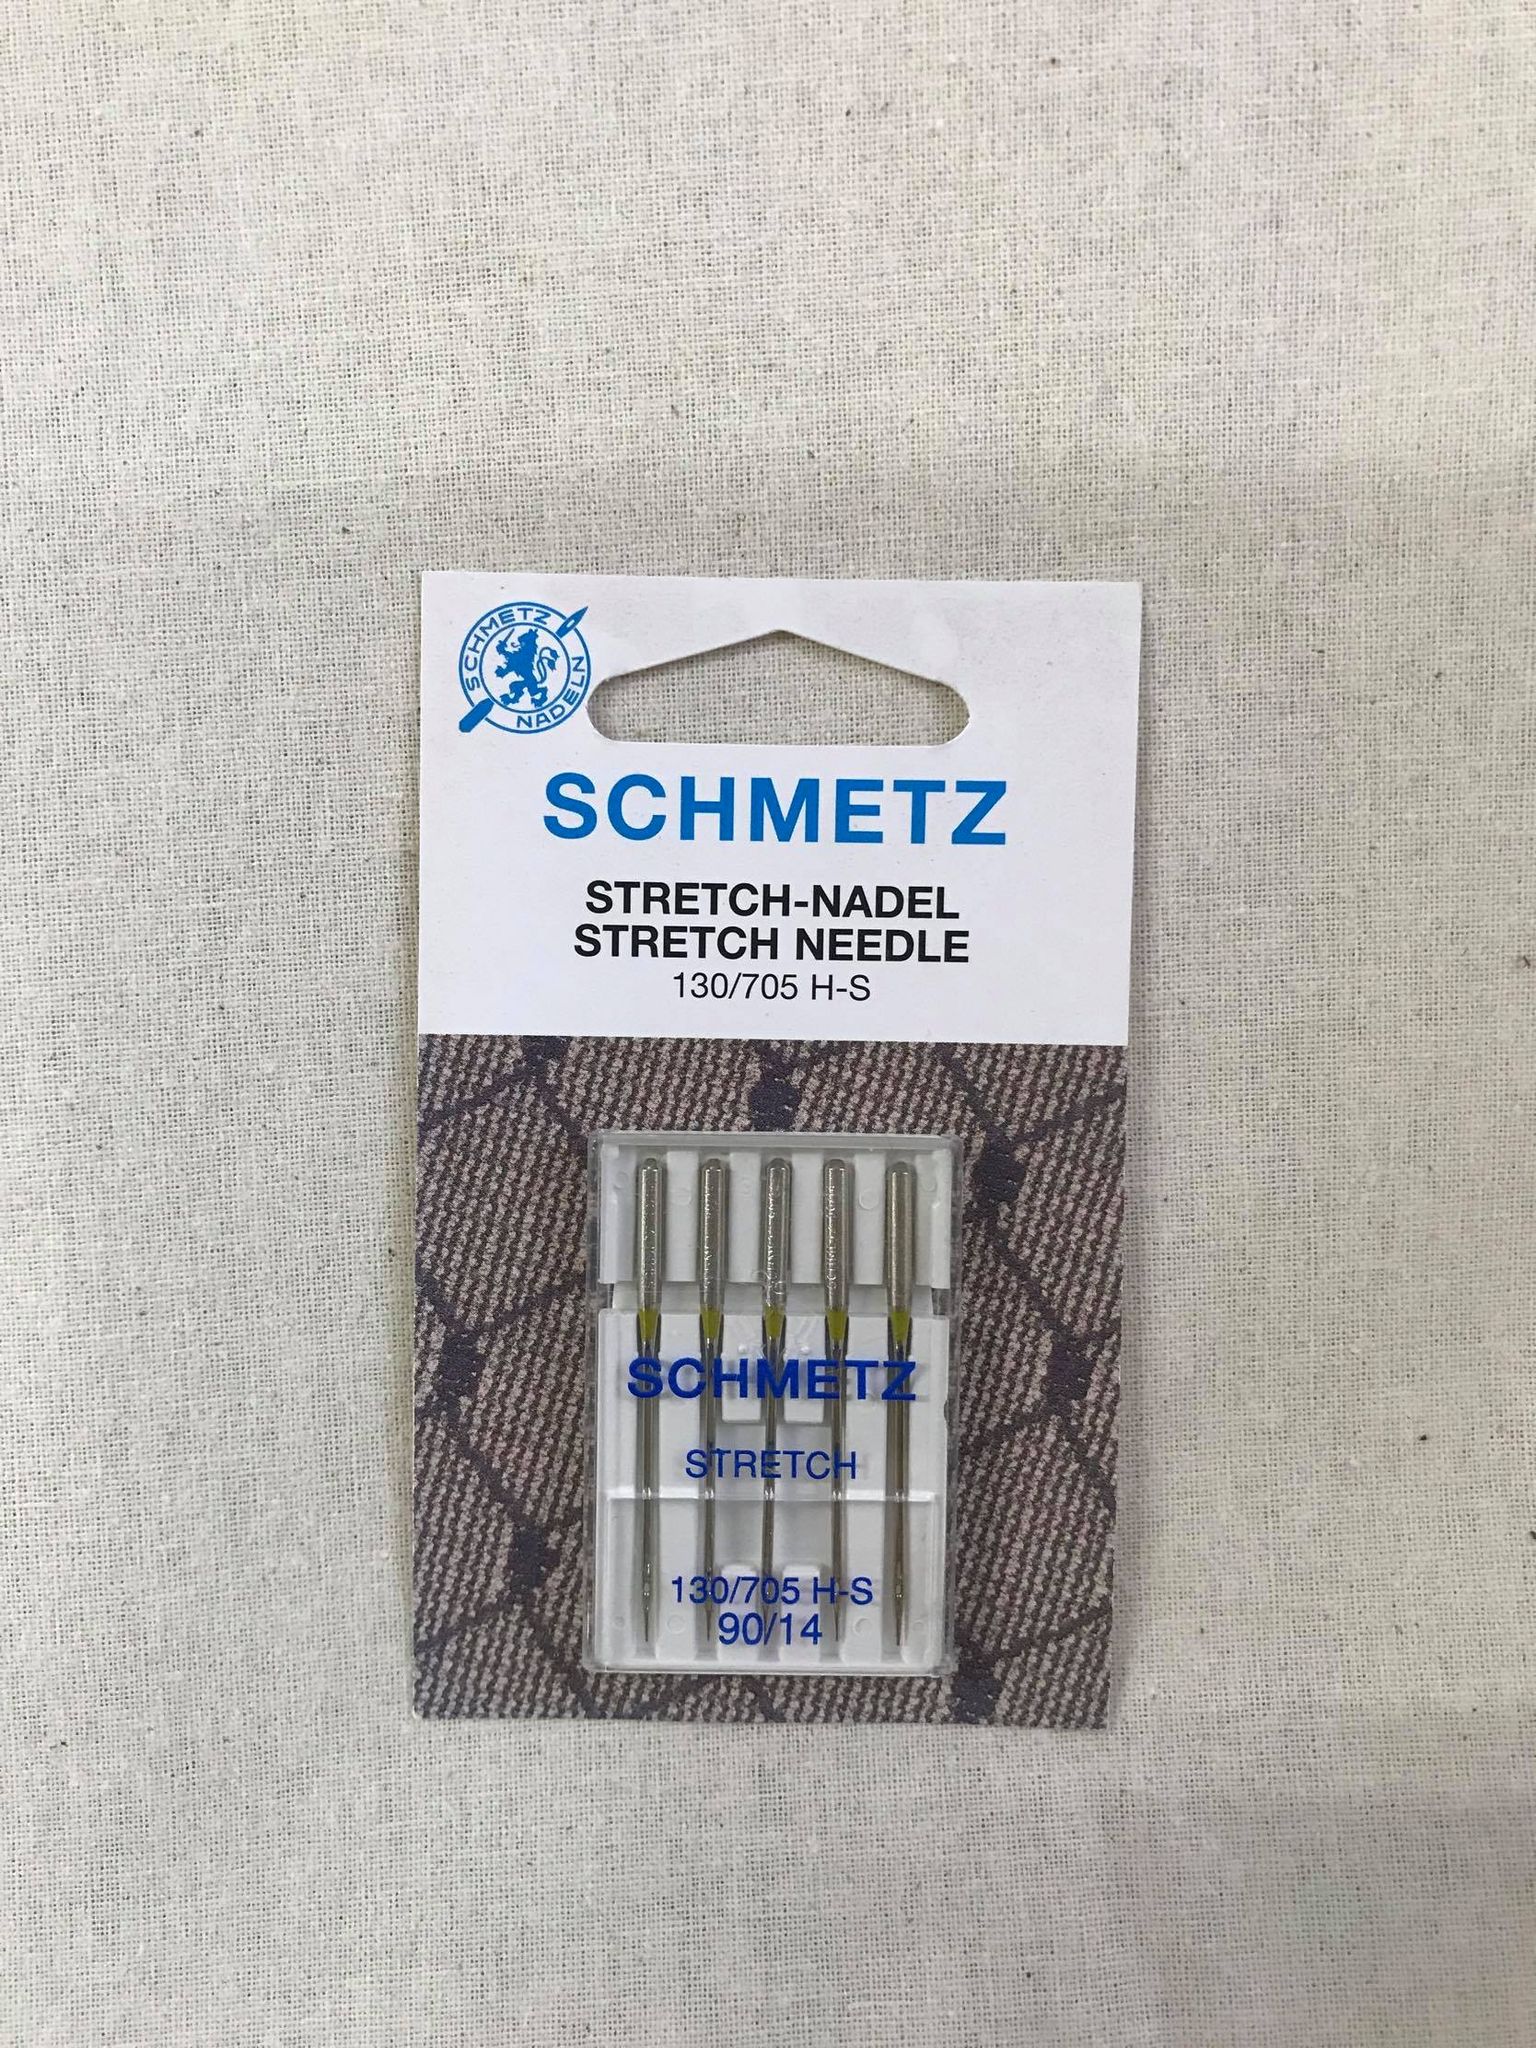 SCHMETZ
NADELN
SCHMETZ
STRETCH-NADEL
STRETCH NEEDLE
130/705 H-S
SCHMETZ
STRETCH
130/705 H-S
90/14